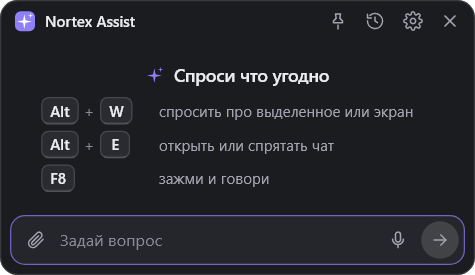 Nortex Assist
Спроси что угодно
Alt + W спросить про выделенное или экран
Alt + E открыть или спрятать чат
F8 зажми и говори
Задай вопрос